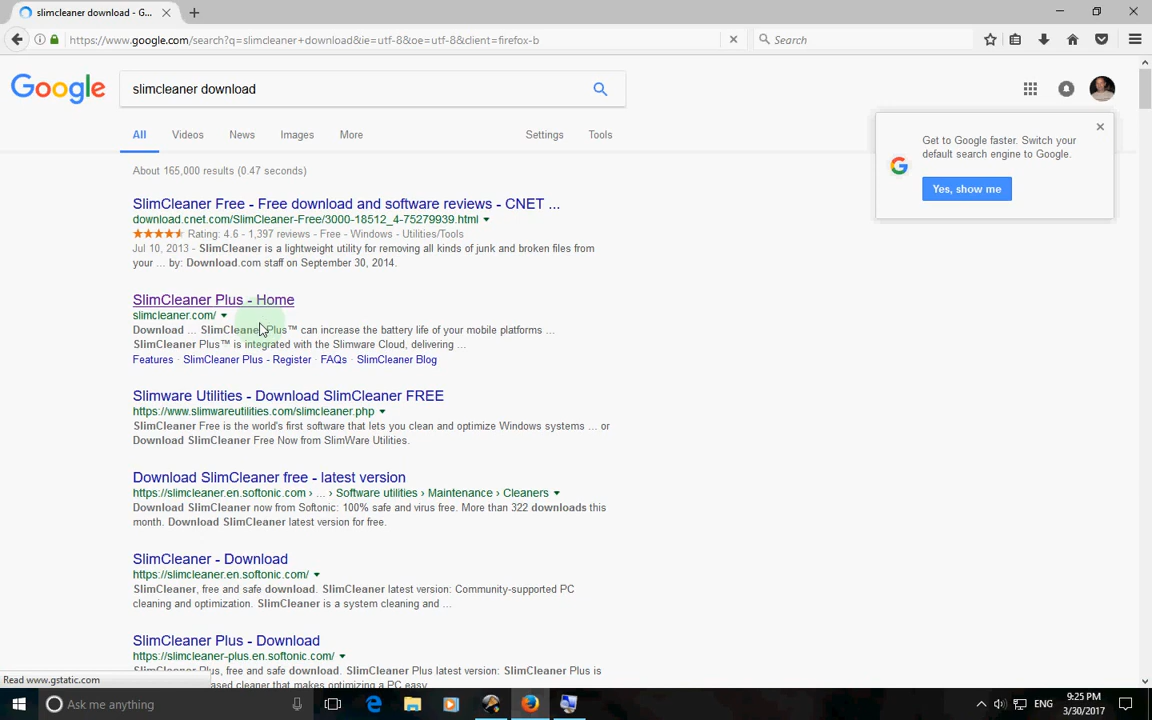 slimcleaner download - G...
https://www.google.com/search?q=slimcleaner+download&ie=utf-8&oe=utf-8&client=firefox-b
Search
Google
slimcleaner download
All Videos News Images More Settings Tools
Get to Google faster. Switch your
default search engine to Google.
Yes, show me
About 165,000 results (0.47 seconds)
SlimCleaner Free - Free download and software reviews - CNET ...
download.cnet.com/SlimCleaner-Free/3000-18512_4-75279939.html
Rating: 4.6 - 1,397 reviews - Free - Windows - Utilities/Tools
Jul 10, 2013 - SlimCleaner is a lightweight utility for removing all kinds of junk and broken files from
your ... by: Download.com staff on September 30, 2014.
SlimCleaner Plus - Home
slimcleaner.com/
Download ... SlimCleaner Plus™ can increase the battery life of your mobile platforms ...
SlimCleaner Plus™ is integrated with the Slimware Cloud, delivering ...
Features · SlimCleaner Plus - Register · FAQs · SlimCleaner Blog
Slimware Utilities - Download SlimCleaner FREE
https://www.slimwareutilities.com/slimcleaner.php
SlimCleaner Free is the world's first software that lets you clean and optimize Windows systems ... or
Download SlimCleaner Free Now from SlimWare Utilities.
Download SlimCleaner free - latest version
https://slimcleaner.en.softonic.com › ... › Software utilities › Maintenance › Cleaners
Download SlimCleaner now from Softonic: 100% safe and virus free. More than 322 downloads this
month. Download SlimCleaner latest version for free.
SlimCleaner - Download
https://slimcleaner.en.softonic.com/
SlimCleaner, free and safe download. SlimCleaner latest version: Community-supported PC
cleaning and optimization. SlimCleaner is a system cleaning and ...
SlimCleaner Plus - Download
https://slimcleaner-plus.en.softonic.com/
SlimCleaner Plus, free and safe download. SlimCleaner Plus latest version: SlimCleaner Plus is
cleaner that makes optimizing a PC easy
Read www.gstatic.com
Ask me anything
ENG
9:25 PM
3/30/2017